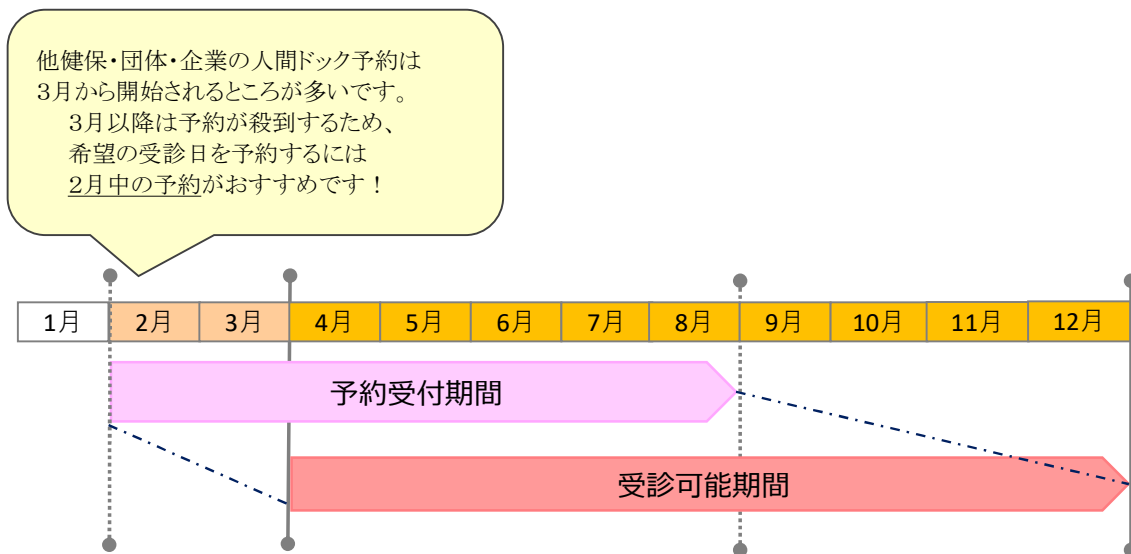 他健保・団体・企業の人間ドック予約は
３月から開始されるところが多いです。
３月以降は予約が殺到するため、
希望の受診日を予約するには
２月中の予約がおすすめです！
1月 2月 3月 4月 5月 6月 7月 8月 9月 10月 11月 12月
予約受付期間
受診可能期間